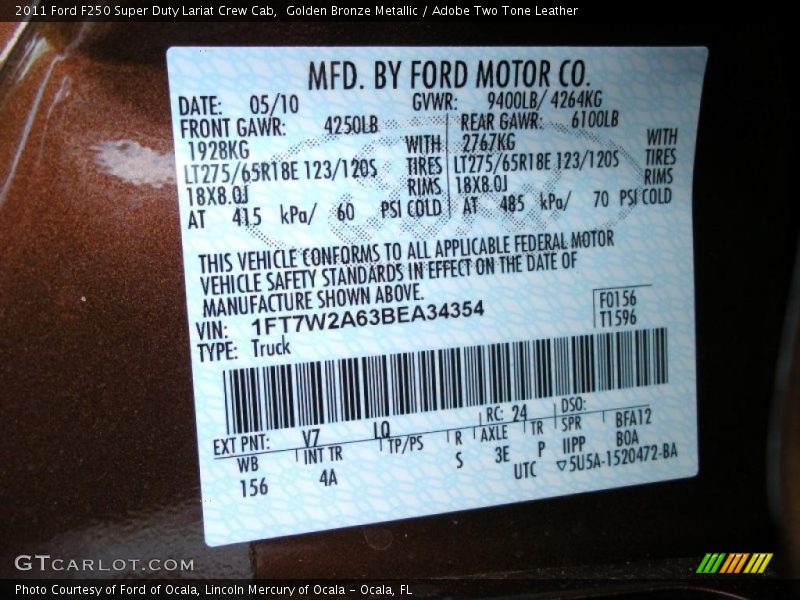 2011 Ford F250 Super Duty Lariat Crew Cab,  Golden Bronze Metallic / Adobe Two Tone Leather
MFD. BY FORD MOTOR CO.
DATE: 05/10 GVWR: 9400LB/ 4264KG
FRONT GAWR: 4250LB REAR GAWR: 6100LB
1928KG WITH 2767KG WITH
LT275/65R18E 123/120S TIRES LT275/65R18E 123/120S TIRES
18X8.0J RIMS 18X8.0J RIMS
AT 415 kPa/ 60 PSI COLD AT 485 kPa/ 70 PSI COLD
THIS VEHICLE CONFORMS TO ALL APPLICABLE FEDERAL MOTOR
VEHICLE SAFETY STANDARDS IN EFFECT ON THE DATE OF
MANUFACTURE SHOWN ABOVE.
VIN: 1FT7W2A63BEA34354 F0156
TYPE: Truck T1596
EXT PNT: V7 LQ RC: 24 DSO:
WB INT TR TP/PS R AXLE TR SPR BFA12
156 4A S 3E P IIPP BOA
UTC ▽5U5A-1520472-BA
GTCARLOT.COM
Photo Courtesy of Ford of Ocala, Lincoln Mercury of Ocala - Ocala, FL